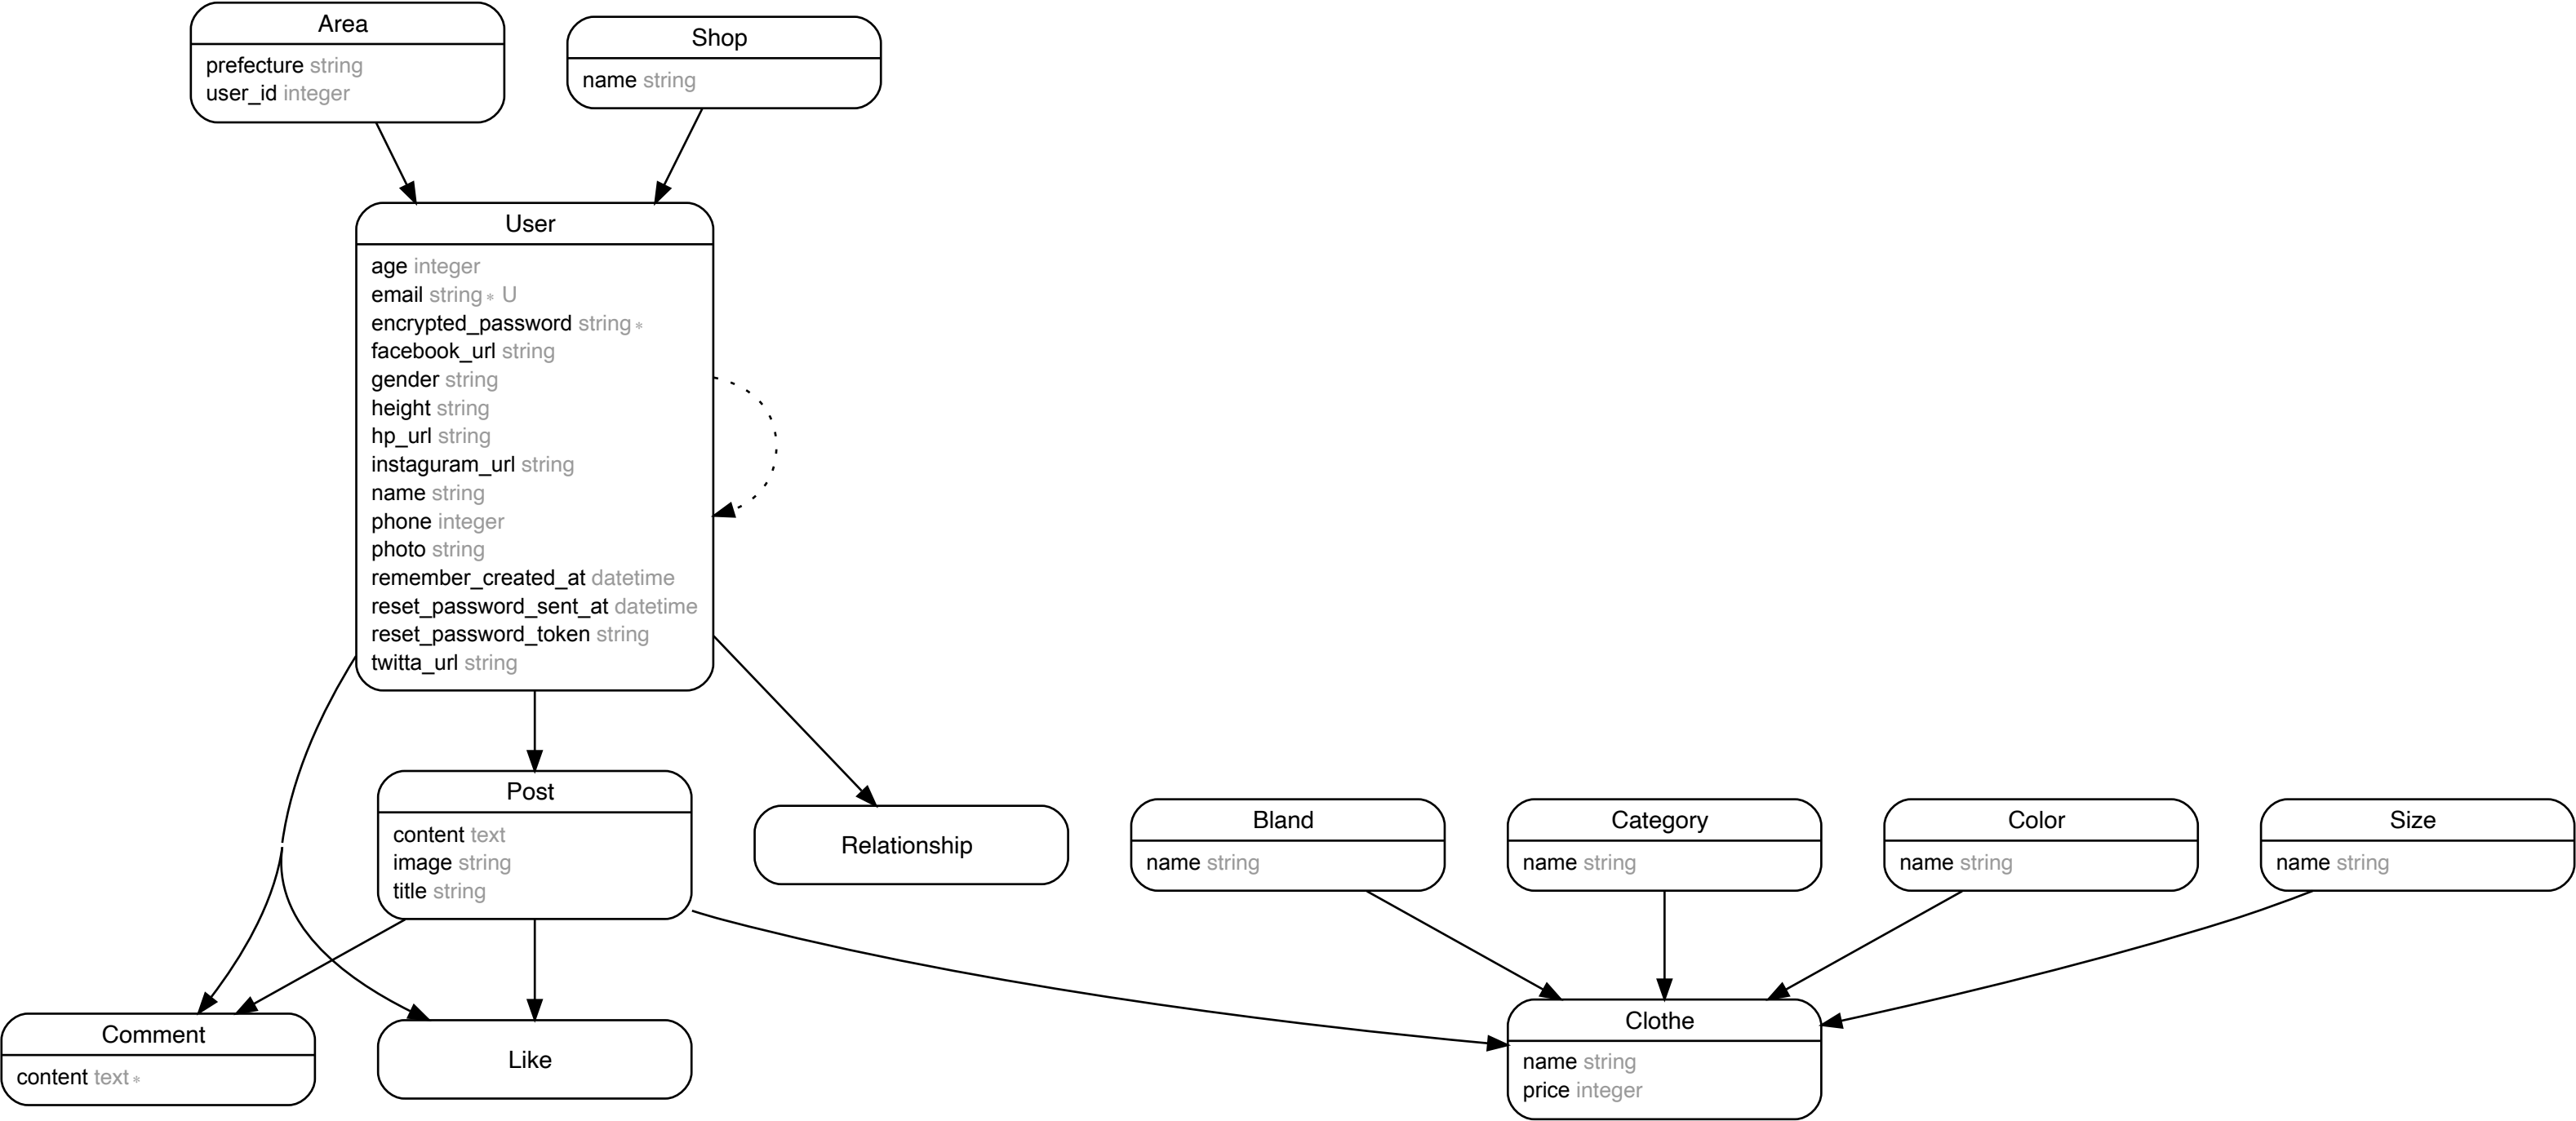 Area
prefecture string
user_id integer
Shop
name string
User
age integer
email string∗ U
encrypted_password string∗
facebook_url string
gender string
height string
hp_url string
instaguram_url string
name string
phone integer
photo string
remember_created_at datetime
reset_password_sent_at datetime
reset_password_token string
twitta_url string
Post
content text
image string
title string
Relationship
Bland
name string
Category
name string
Color
name string
Size
name string
Comment
content text∗
Like
Clothe
name string
price integer